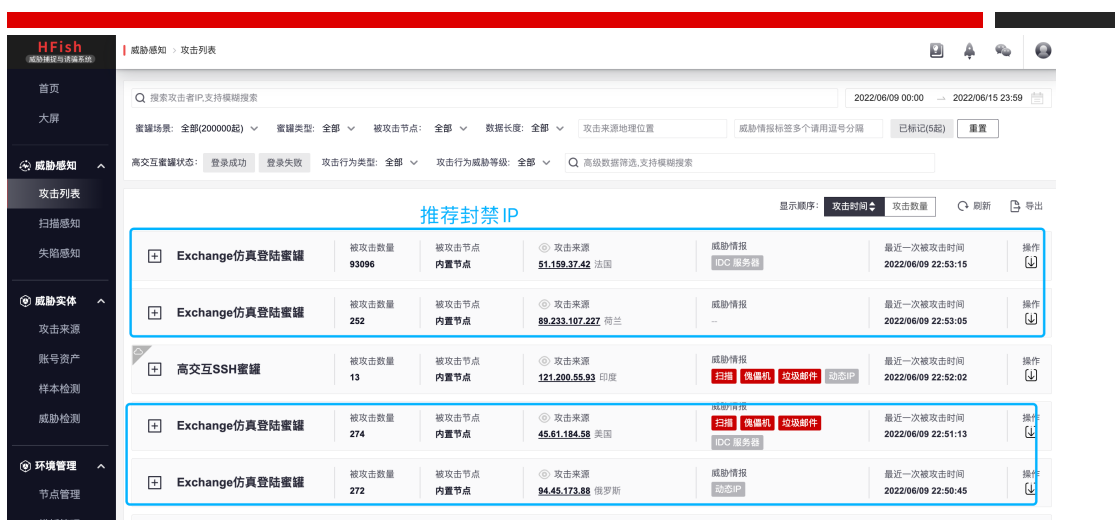 HFish
威胁捕捉与诱骗系统
威胁感知 > 攻击列表
首页
大屏
威胁感知
攻击列表
扫描感知
失陷感知
威胁实体
攻击来源
账号资产
样本检测
威胁检测
环境管理
节点管理
搜索攻击者IP,支持模糊搜索
2022/06/09 00:00 → 2022/06/15 23:59
蜜罐场景: 全部(200000起) 蜜罐类型: 全部 被攻击节点: 全部 数据长度: 全部 攻击来源地理位置 威胁情报标签多个请用逗号分隔 已标记(5起) 重置
高交互蜜罐状态: 登录成功 登录失败 攻击行为类型: 全部 攻击行为威胁等级: 全部 高级数据筛选,支持模糊搜索
显示顺序: 攻击时间 攻击数量 刷新 导出
推荐封禁IP
被攻击数量 被攻击节点 攻击来源 威胁情报 最近一次被攻击时间 操作
Exchange仿真登陆蜜罐
93096 内置节点 51.159.37.42 法国 IDC 服务器 2022/06/09 22:53:15
被攻击数量 被攻击节点 攻击来源 威胁情报 最近一次被攻击时间 操作
Exchange仿真登陆蜜罐
252 内置节点 89.233.107.227 荷兰 -- 2022/06/09 22:53:05
被攻击数量 被攻击节点 攻击来源 威胁情报 最近一次被攻击时间 操作
高交互SSH蜜罐
13 内置节点 121.200.55.93 印度 扫描 傀儡机 垃圾邮件 动态IP 2022/06/09 22:52:02
被攻击数量 被攻击节点 攻击来源 威胁情报 最近一次被攻击时间 操作
Exchange仿真登陆蜜罐
274 内置节点 45.61.184.58 美国 扫描 傀儡机 垃圾邮件 2022/06/09 22:51:13
IDC 服务器
被攻击数量 被攻击节点 攻击来源 威胁情报 最近一次被攻击时间 操作
Exchange仿真登陆蜜罐
272 内置节点 94.45.173.88 俄罗斯 动态IP 2022/06/09 22:50:45